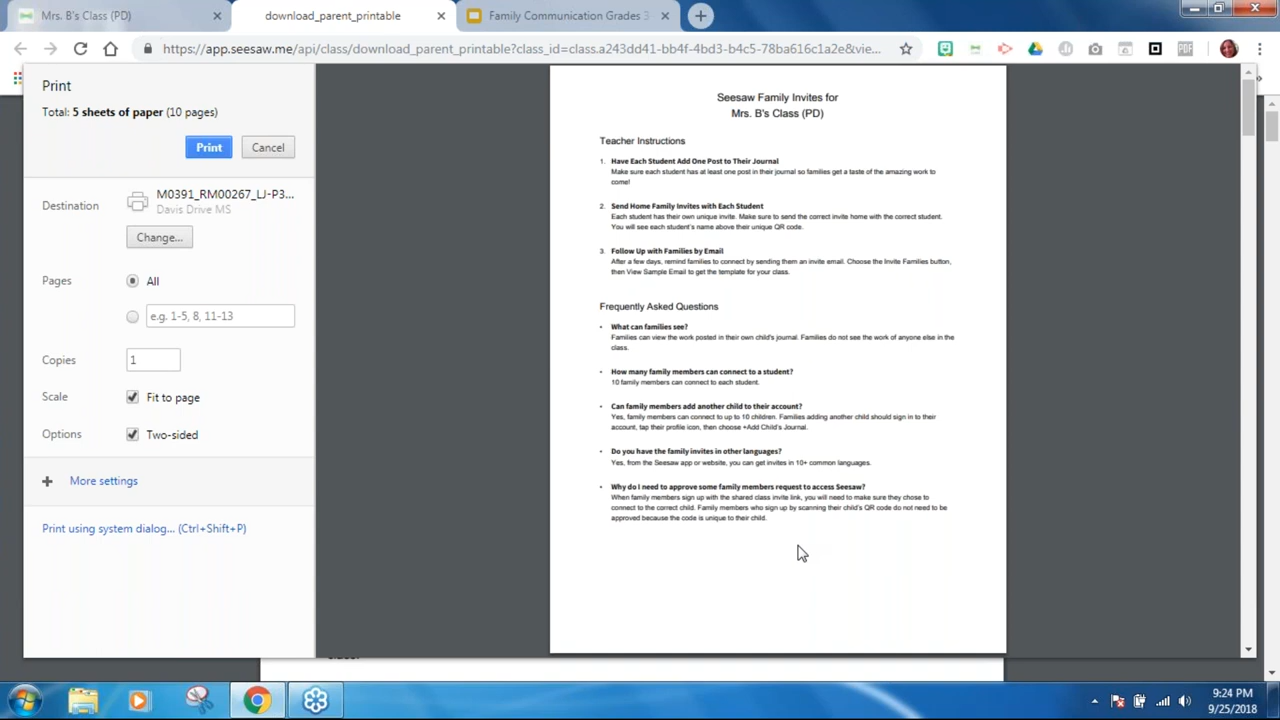 Mrs. B's Class (PD)
download_parent_printable
Family Communication Grades 3
https://app.seesaw.me/api/class/download_parent_printable?class_id=class.a243dd41-bb4f-4bd3-b4c5-78ba616c1a2e&vie...
PDF
Print
5 sheets of paper (10 pages)
Print
Cancel
Destination
M0391_RM_0267_LJ-P3...
Davis Drive MS
Change...
Pages
All
e.g. 1-5, 8, 11-13
Copies
1
Scale
Fit to page
Options
Two-sided
More settings
nt using system dialog... (Ctrl+Shift+P)
Seesaw Family Invites for
Mrs. B's Class (PD)
Teacher Instructions
1. Have Each Student Add One Post to Their Journal
Make sure each student has at least one post in their journal so families get a taste of the amazing work to
come!
2. Send Home Family Invites with Each Student
Each student has their own unique invite. Make sure to send the correct invite home with the correct student.
You will see each student's name above their unique QR code.
3. Follow Up with Families by Email
After a few days, remind families to connect by sending them an invite email. Choose the Invite Families button,
then View Sample Email to get the template for your class.
Frequently Asked Questions
• What can families see?
Families can view the work posted in their own child's journal. Families do not see the work of anyone else in the
class.
• How many family members can connect to a student?
10 family members can connect to each student.
• Can family members add another child to their account?
Yes, family members can connect to up to 10 children. Families adding another child should sign in to their
account, tap their profile icon, then choose +Add Child's Journal.
• Do you have the family invites in other languages?
Yes, from the Seesaw app or website, you can get invites in 10+ common languages.
• Why do I need to approve some family members request to access Seesaw?
When family members sign up with the shared class invite link, you will need to make sure they chose to
connect to the correct child. Family members who sign up by scanning their child's QR code do not need to be
approved because the code is unique to their child.
9:24 PM
9/25/2018